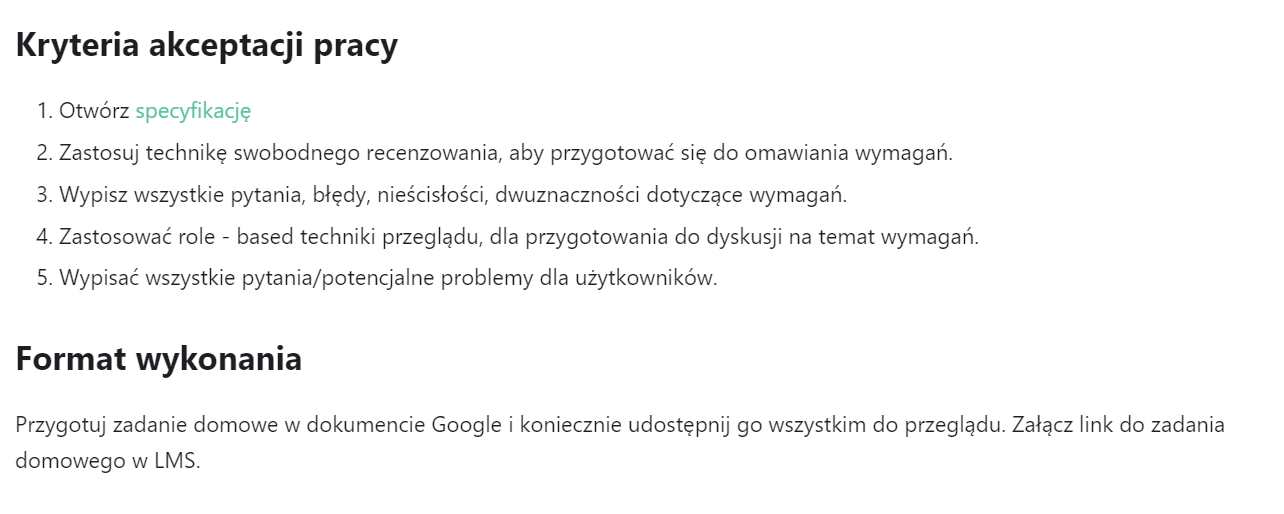 Kryteria akceptacji pracy
1. Otwórz specyfikację
2. Zastosuj technikę swobodnego recenzowania, aby przygotować się do omawiania wymagań.
3. Wypisz wszystkie pytania, błędy, nieścisłości, dwuznaczności dotyczące wymagań.
4. Zastosować role - based techniki przeglądu, dla przygotowania do dyskusji na temat wymagań.
5. Wypisać wszystkie pytania/potencjalne problemy dla użytkowników.
Format wykonania
Przygotuj zadanie domowe w dokumencie Google i koniecznie udostępnij go wszystkim do przeglądu. Załącz link do zadania
domowego w LMS.